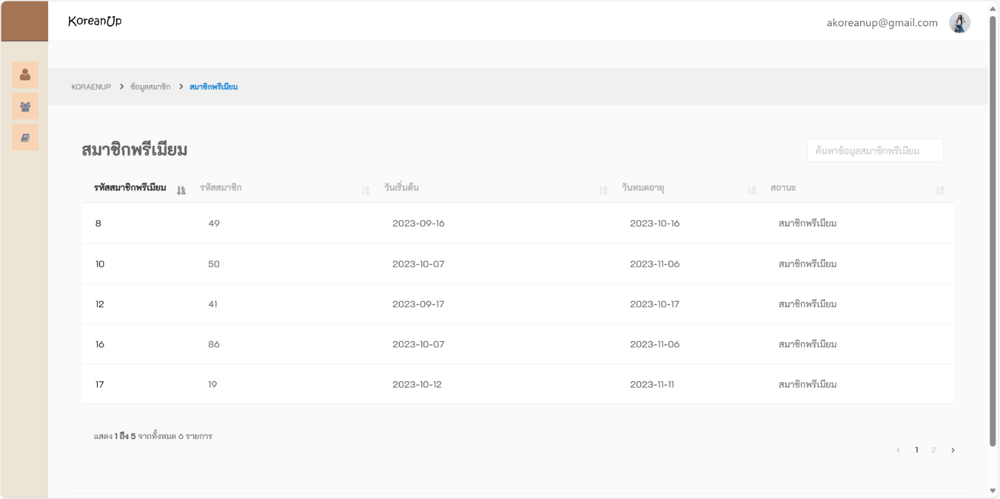 KoreanUp
akoreanup@gmail.com
KORAENUP > ข้อมูลสมาชิก > สมาชิกพรีเมียม
สมาชิกพรีเมียม
ค้นหาข้อมูลสมาชิกพรีเมียม
รหัสสมาชิกพรีเมียม รหัสสมาชิก วันเริ่มต้น วันหมดอายุ สถานะ
8 49 2023-09-16 2023-10-16 สมาชิกพรีเมียม
10 50 2023-10-07 2023-11-06 สมาชิกพรีเมียม
12 41 2023-09-17 2023-10-17 สมาชิกพรีเมียม
16 86 2023-10-07 2023-11-06 สมาชิกพรีเมียม
17 19 2023-10-12 2023-11-11 สมาชิกพรีเมียม
แสดง 1 ถึง 5 จากทั้งหมด 6 รายการ
‹ 1 2 ›